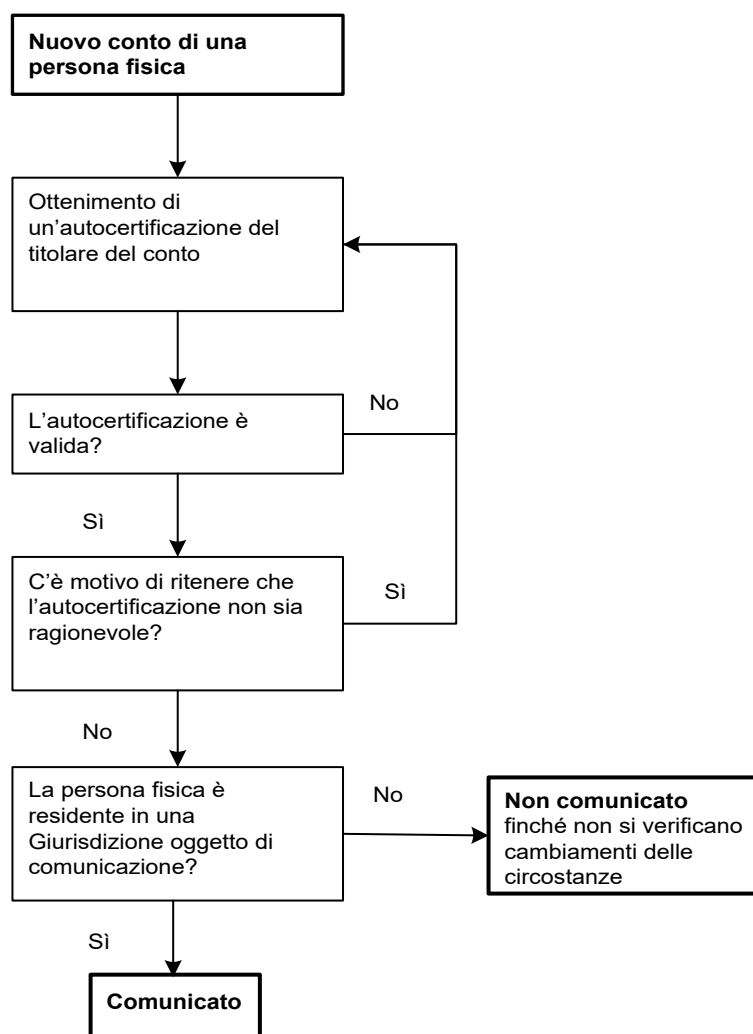 Nuovo conto di una
persona fisica
Ottenimento di
un’autocertificazione del
titolare del conto
L’autocertificazione è
valida?
No
Sì
C’è motivo di ritenere che
l’autocertificazione non sia
ragionevole?
Sì
No
La persona fisica è
residente in una
Giurisdizione oggetto di
comunicazione?
No
Non comunicato
finché non si verificano
cambiamenti delle
circostanze
Sì
Comunicato